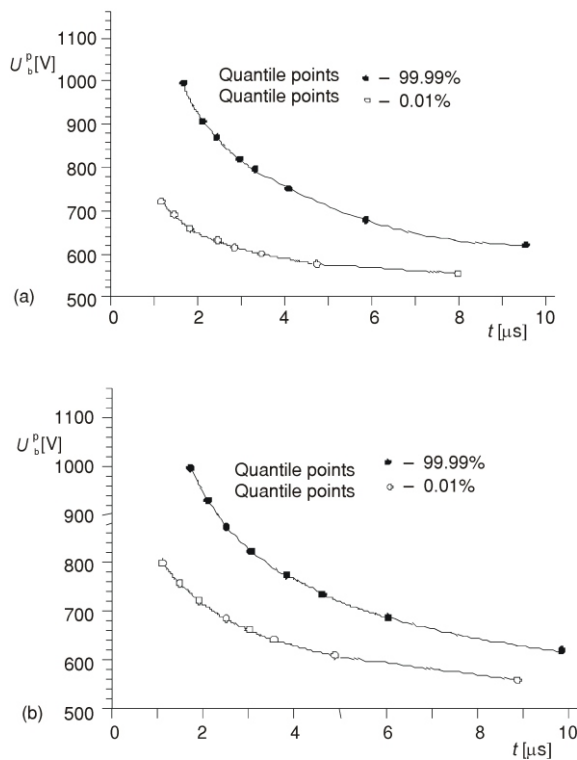 1100
U_b^p[V]
1000
900
800
700
600
500
Quantile points – 99.99%
Quantile points – 0.01%
(a)
0 2 4 6 8 10
t [μs]
1100
U_b^p[V]
1000
900
800
700
600
500
Quantile points – 99.99%
Quantile points – 0.01%
(b)
0 2 4 6 8 10
t [μs]